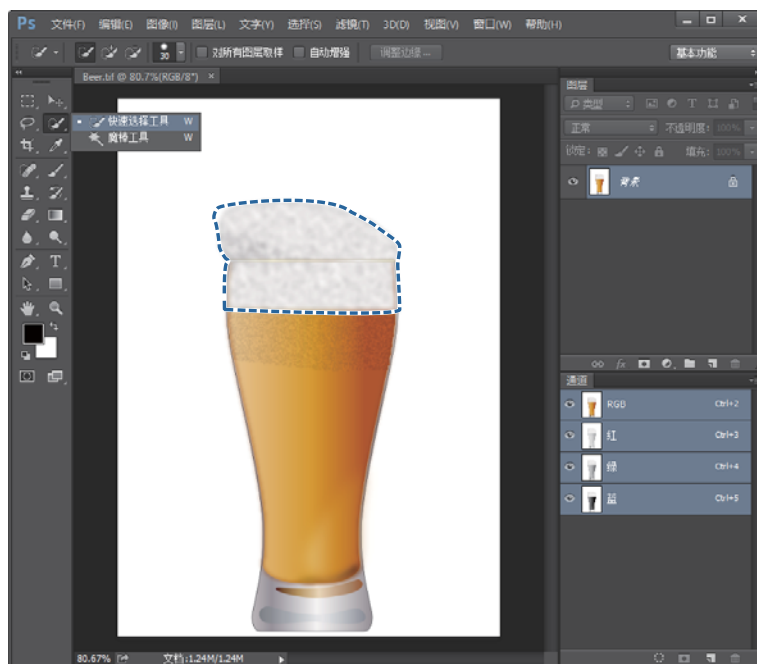 Ps 文件(F) 编辑(E) 图像(I) 图层(L) 文字(Y) 选择(S) 滤镜(T) 3D(D) 视图(V) 窗口(W) 帮助(H)
30 对所有图层取样 自动增强 调整边缘... 基本功能
Beer.tif @ 80.7%(RGB/8*) ×
图层
类型
正常 不透明度: 100%
锁定: 填充: 100%
背景
快速选择工具 W
魔棒工具 W
fx
通道
RGB Ctrl+2
红 Ctrl+3
绿 Ctrl+4
蓝 Ctrl+5
80.67% 文档:1.24M/1.24M